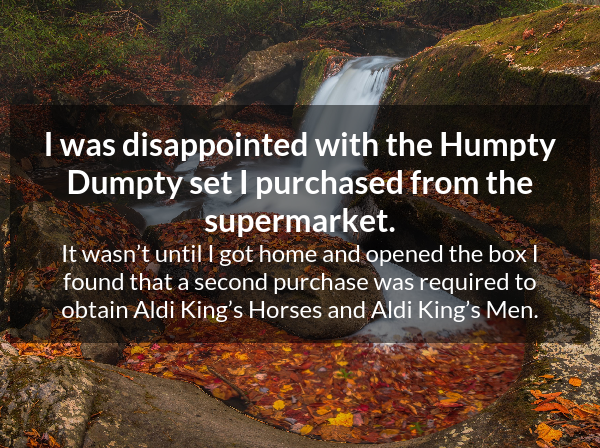 I was disappointed with the Humpty
Dumpty set I purchased from the
supermarket.
It wasn’t until I got home and opened the box I
found that a second purchase was required to
obtain Aldi King’s Horses and Aldi King’s Men.